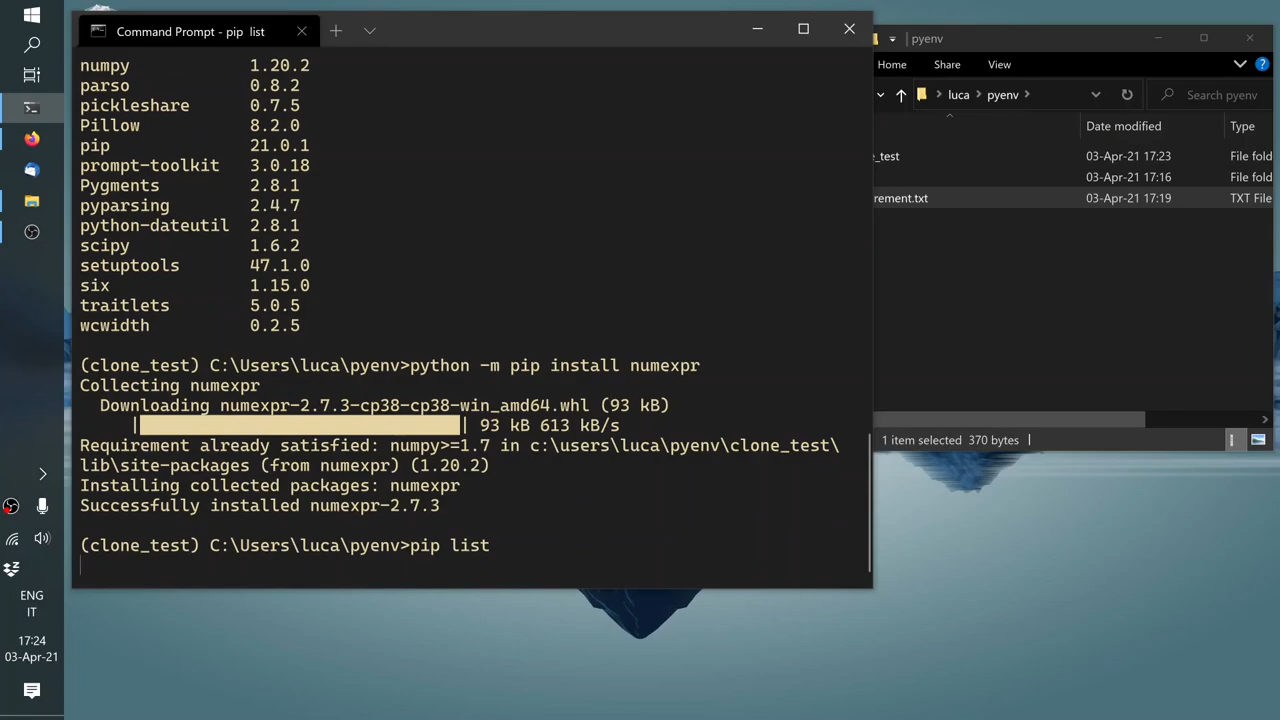 Command Prompt - pip  list
numpy 1.20.2
parso 0.8.2
pickleshare 0.7.5
Pillow 8.2.0
pip 21.0.1
prompt-toolkit 3.0.18
Pygments 2.8.1
pyparsing 2.4.7
python-dateutil 2.8.1
scipy 1.6.2
setuptools 47.1.0
six 1.15.0
traitlets 5.0.5
wcwidth 0.2.5
(clone_test) C:\Users\luca\pyenv>python -m pip install numexpr
Collecting numexpr
Downloading numexpr-2.7.3-cp38-cp38-win_amd64.whl (93 kB)
| | 93 kB 613 kB/s
Requirement already satisfied: numpy>=1.7 in c:\users\luca\pyenv\clone_test\
lib\site-packages (from numexpr) (1.20.2)
Installing collected packages: numexpr
Successfully installed numexpr-2.7.3
(clone_test) C:\Users\luca\pyenv>pip list
pyenv
Home Share View
luca pyenv Search pyenv
Date modified Type
e_test 03-Apr-21 17:23 File fold
03-Apr-21 17:16 File fold
rement.txt 03-Apr-21 17:19 TXT File
1 item selected 370 bytes
ENG
IT
17:24
03-Apr-21